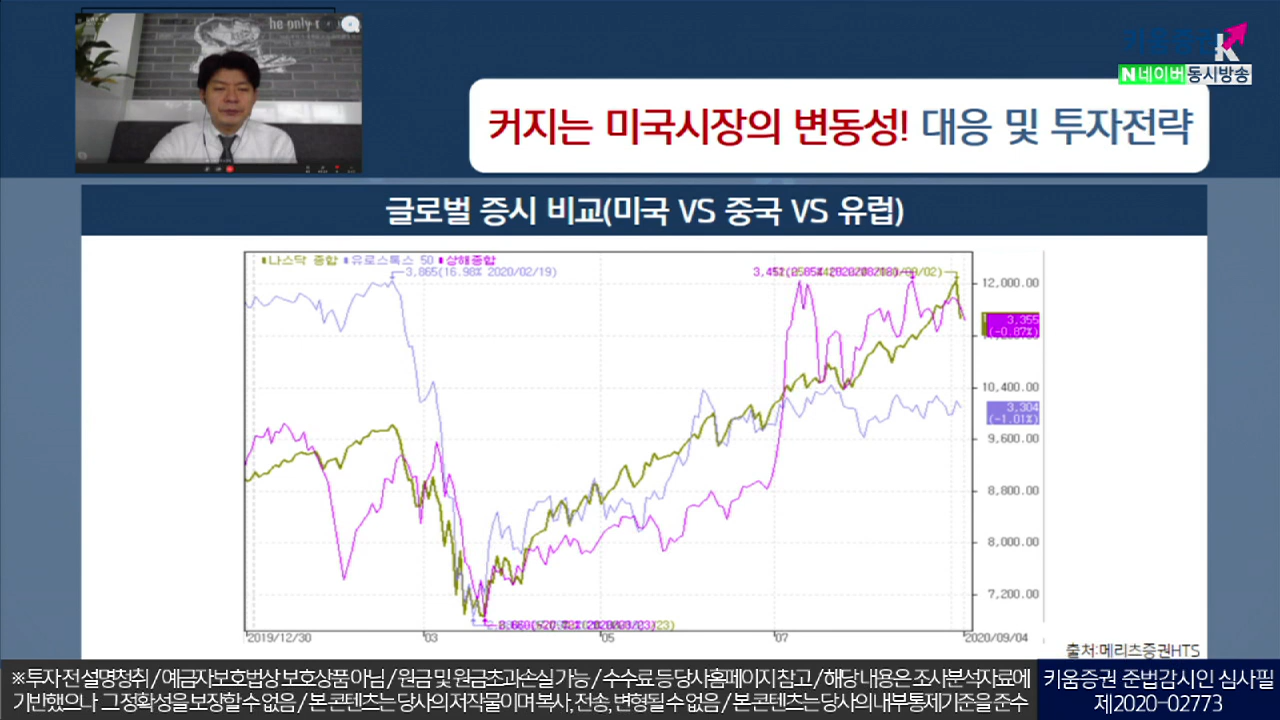 he only
키움증권
N 네이버 동시방송
커지는 미국시장의 변동성! 대응 및 투자전략
글로벌 증시 비교(미국 VS 중국 VS 유럽)
나스닥 종합 유로스톡스 50 상해종합
3,865(16.98% 2020/02/19)
12,000.00
3,355
(-0.87%)
10,400.00
3,304
(-1.01%)
9,600.00
8,800.00
8,000.00
7,200.00
2019/12/30 03 05 07 2020/09/04
출처:메리츠증권HTS
※ 투자 전 설명청취 / 예금자보호법상 보호상품 아님 / 원금 및 원금초과손실 가능 / 수수료 등 당사홈페이지 참고 / 해당 내용은 조사분석자료에
기반했으나 그 정확성을 보장할 수 없음 / 본 콘텐츠는 당사의 저작물이며 복사, 전송, 변형될 수 없음 / 본 콘텐츠는 당사의 내부통제기준을 준수
키움증권 준법감시인 심사필
제2020-02773